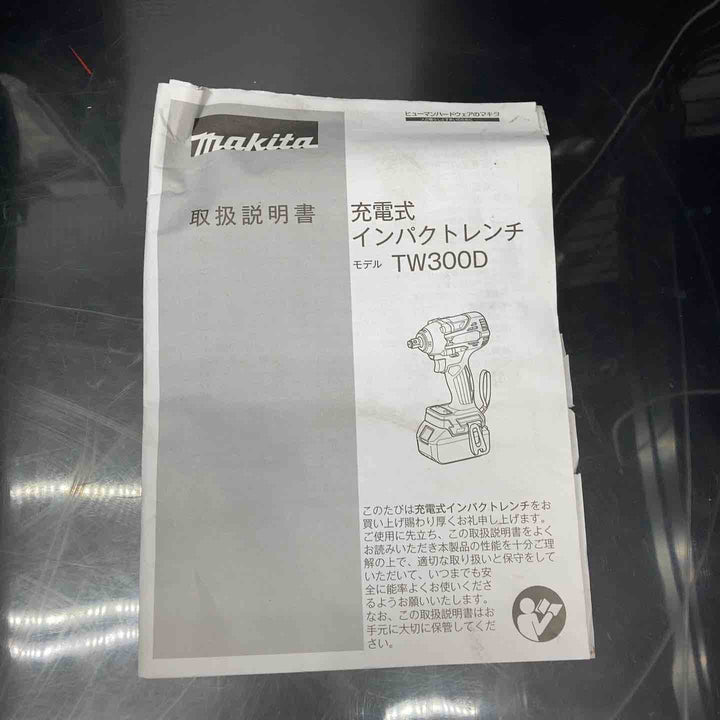 ヒューマンハードウェアのマキタ
Makita
取扱説明書
充電式
インパクトレンチ
モデル TW300D
このたびは充電式インパクトレンチをお
買い上げ賜わり厚くお礼申し上げます。
ご使用に先立ち、この取扱説明書をよく
お読みいただき本製品の性能を十分ご理
解の上で、適切な取り扱いと保守をして
いただいて、いつまでも安
全に能率よくお使いくださ
るようお願いいたします。
なお、この取扱説明書はお
手元に大切に保管してくだ
さい。